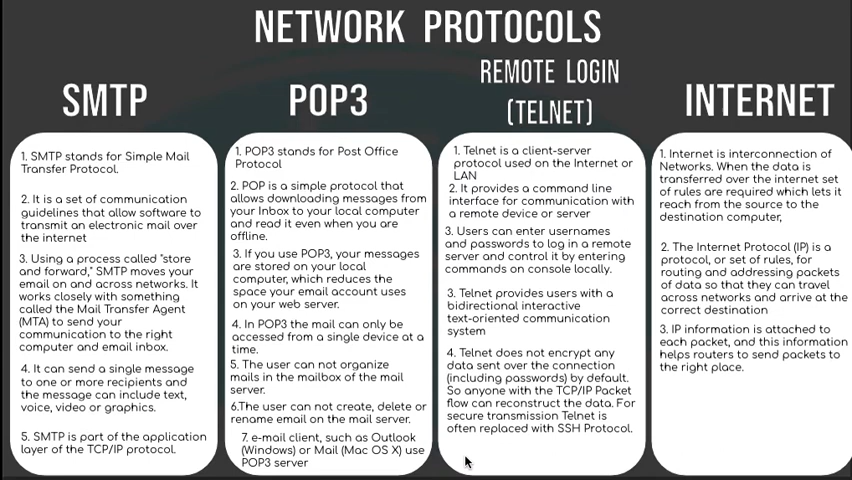 NETWORK PROTOCOLS
SMTP
1. SMTP stands for Simple Mail
Transfer Protocol.
2. It is a set of communication
guidelines that allow software to
transmit an electronic mail over
the internet
3. Using a process called "store
and forward," SMTP moves your
email on and across networks. It
works closely with something
called the Mail Transfer Agent
(MTA) to send your
communication to the right
computer and email inbox.
4. It can send a single message
to one or more recipients and
the message can include text,
voice, video or graphics.
5. SMTP is part of the application
layer of the TCP/IP protocol.
POP3
1. POP3 stands for Post Office
Protocol
2. POP is a simple protocol that
allows downloading messages from
your Inbox to your local computer
and read it even when you are
offline.
3. If you use POP3, your messages
are stored on your local
computer, which reduces the
space your email account uses
on your web server.
4. In POP3 the mail can only be
accessed from a single device at a
time.
5. The user can not organize
mails in the mailbox of the mail
server.
6.The user can not create, delete or
rename email on the mail server.
7. e-mail client, such as Outlook
(Windows) or Mail (Mac OS X) use
POP3 server
REMOTE LOGIN
(TELNET)
1. Telnet is a client-server
protocol used on the Internet or
LAN
2. It provides a command line
interface for communication with
a remote device or server
3. Users can enter usernames
and passwords to log in a remote
server and control it by entering
commands on console locally.
3. Telnet provides users with a
bidirectional interactive
text-oriented communication
system
4. Telnet does not encrypt any
data sent over the connection
(including passwords) by default.
So anyone with the TCP/IP Packet
flow can reconstruct the data. For
secure transmission Telnet is
often replaced with SSH Protocol.
INTERNET
1. Internet is interconnection of
Networks. When the data is
transferred over the internet set
of rules are required which lets it
reach from the source to the
destination computer,
2. The Internet Protocol (IP) is a
protocol, or set of rules, for
routing and addressing packets
of data so that they can travel
across networks and arrive at the
correct destination
3. IP information is attached to
each packet, and this information
helps routers to send packets to
the right place.